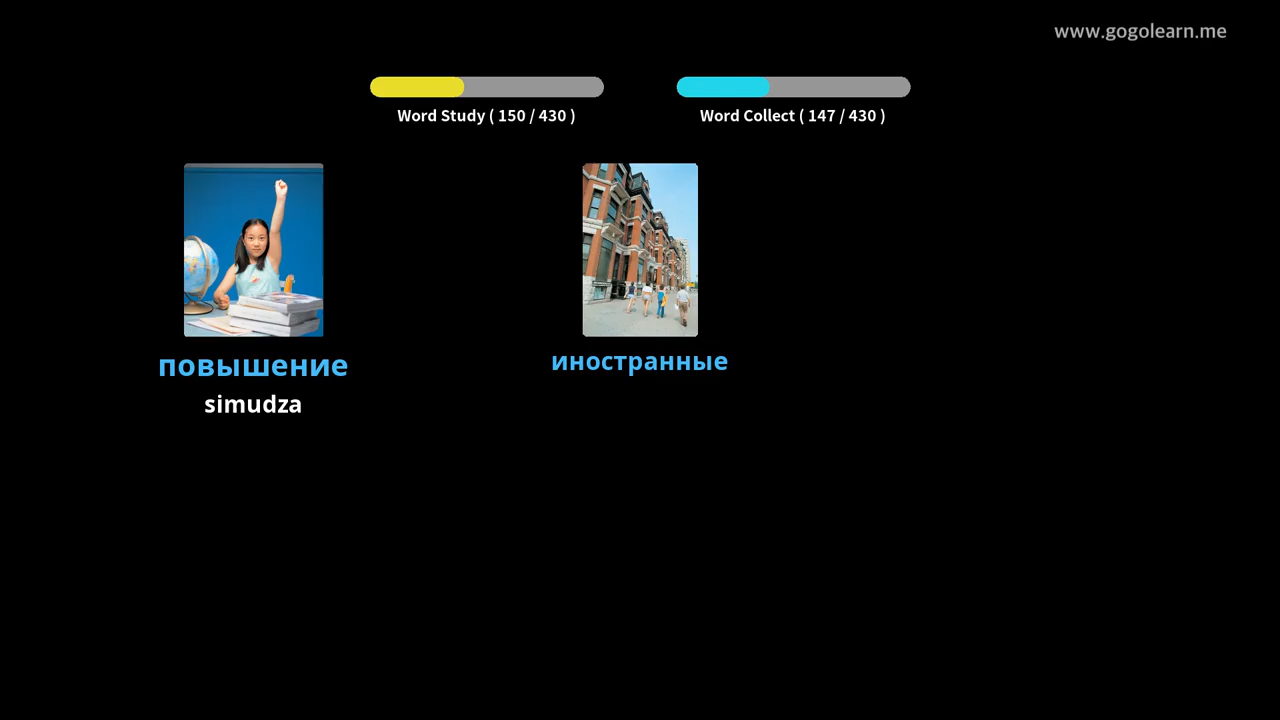 www.gogolearn.me
Word Study ( 150 / 430 )
Word Collect ( 147 / 430 )
повышение
simudza
иностранные